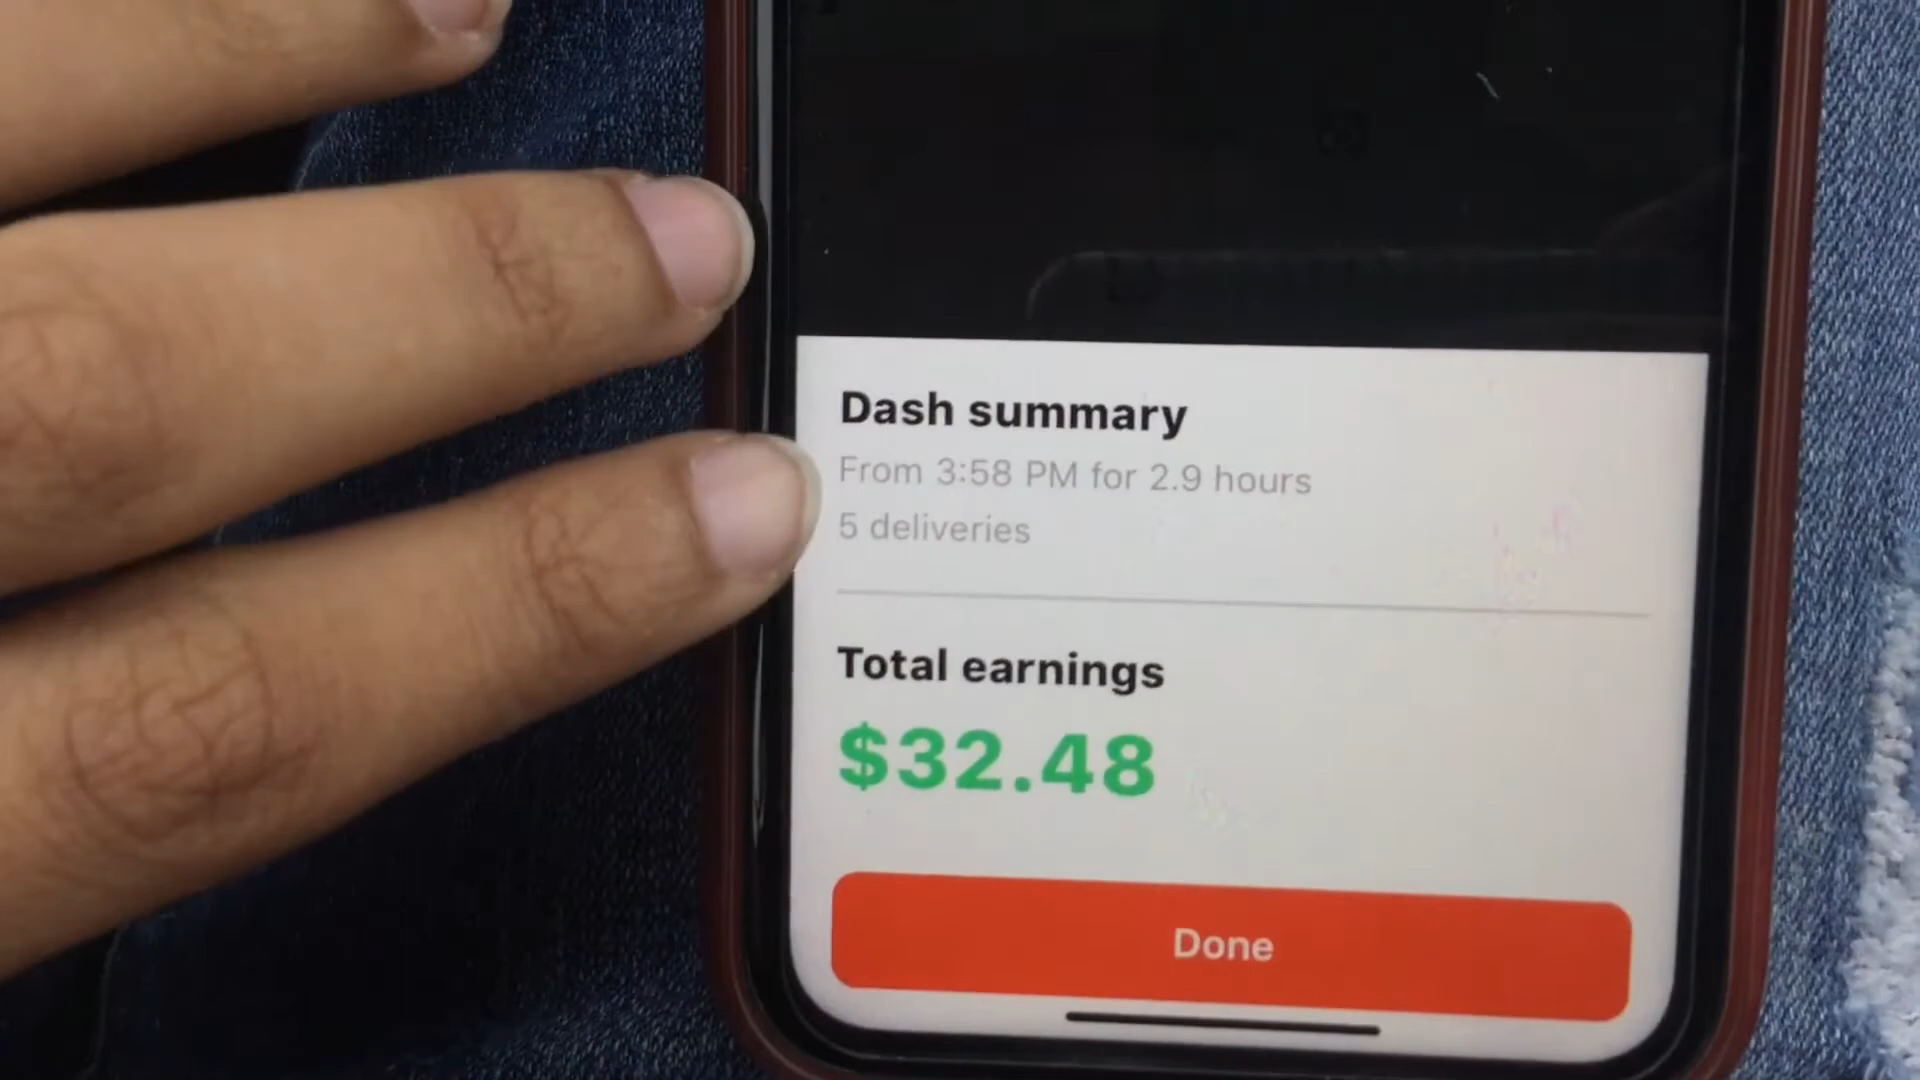 Dash summary
From 3:58 PM for 2.9 hours
5 deliveries
Total earnings
$32.48
Done